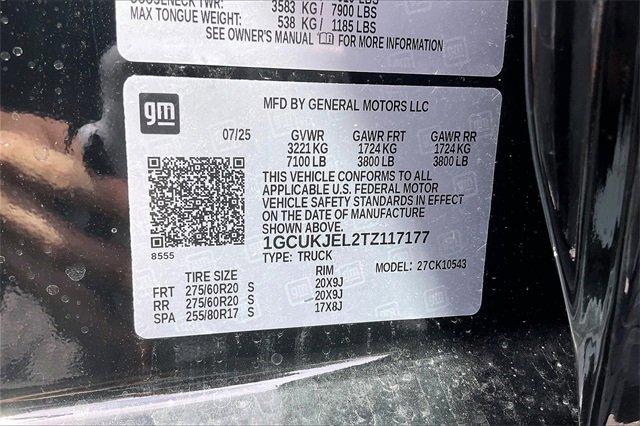 3583 KG / 7900 LBS
MAX TONGUE WEIGHT: 538 KG / 1185 LBS
SEE OWNER'S MANUAL FOR MORE INFORMATION
gm
MFD BY GENERAL MOTORS LLC
07/25 GVWR GAWR FRT GAWR RR
3221 KG 1724 KG 1724 KG
7100 LB 3800 LB 3800 LB
THIS VEHICLE CONFORMS TO ALL
APPLICABLE U.S. FEDERAL MOTOR
VEHICLE SAFETY STANDARDS IN EFFECT
ON THE DATE OF MANUFACTURE
SHOWN ABOVE.
1GCUKJEL2TZ117177
8555
TYPE: TRUCK
MODEL: 27CK10543
TIRE SIZE RIM
FRT 275/60R20 S 20X9J
RR 275/60R20 S 20X9J
SPA 255/80R17 S 17X8J